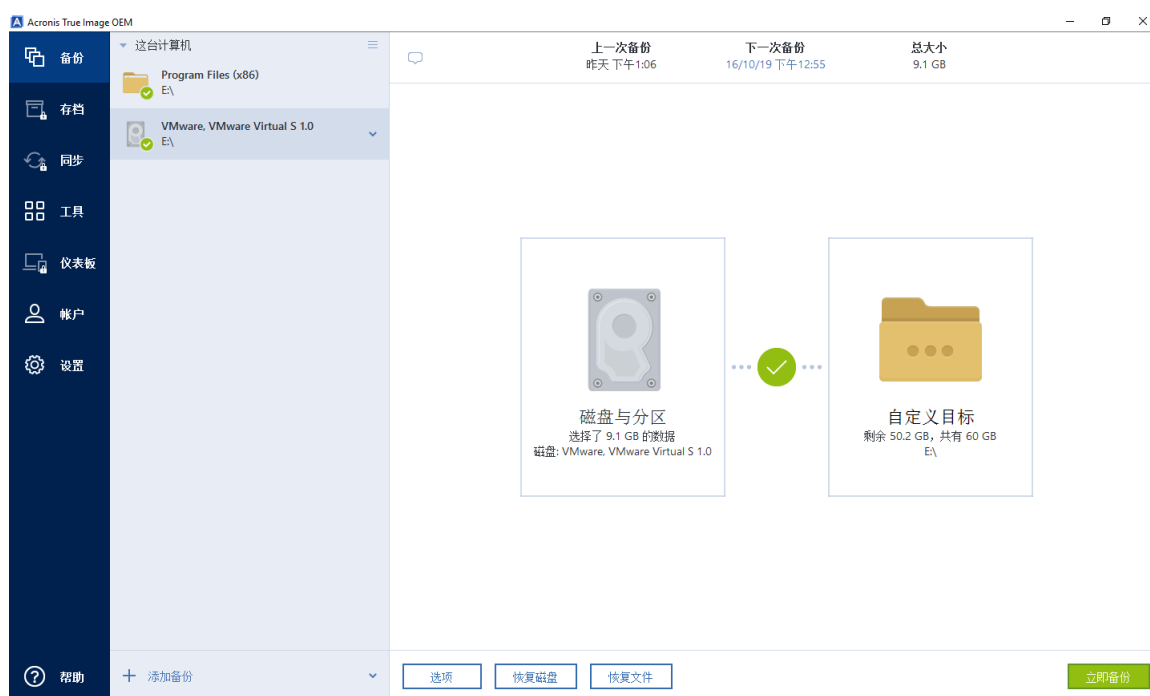 Acronis True Image OEM
备份
存档
同步
工具
仪表板
帐户
设置
帮助
这台计算机
Program Files (x86)
E:\
VMware, VMware Virtual S 1.0
E:\
添加备份
上一次备份
昨天 下午1:06
下一次备份
16/10/19 下午12:55
总大小
9.1 GB
磁盘与分区
选择了 9.1 GB 的数据
磁盘: VMware, VMware Virtual S 1.0
自定义目标
剩余 50.2 GB，共有 60 GB
E:\
选项
恢复磁盘
恢复文件
立即备份